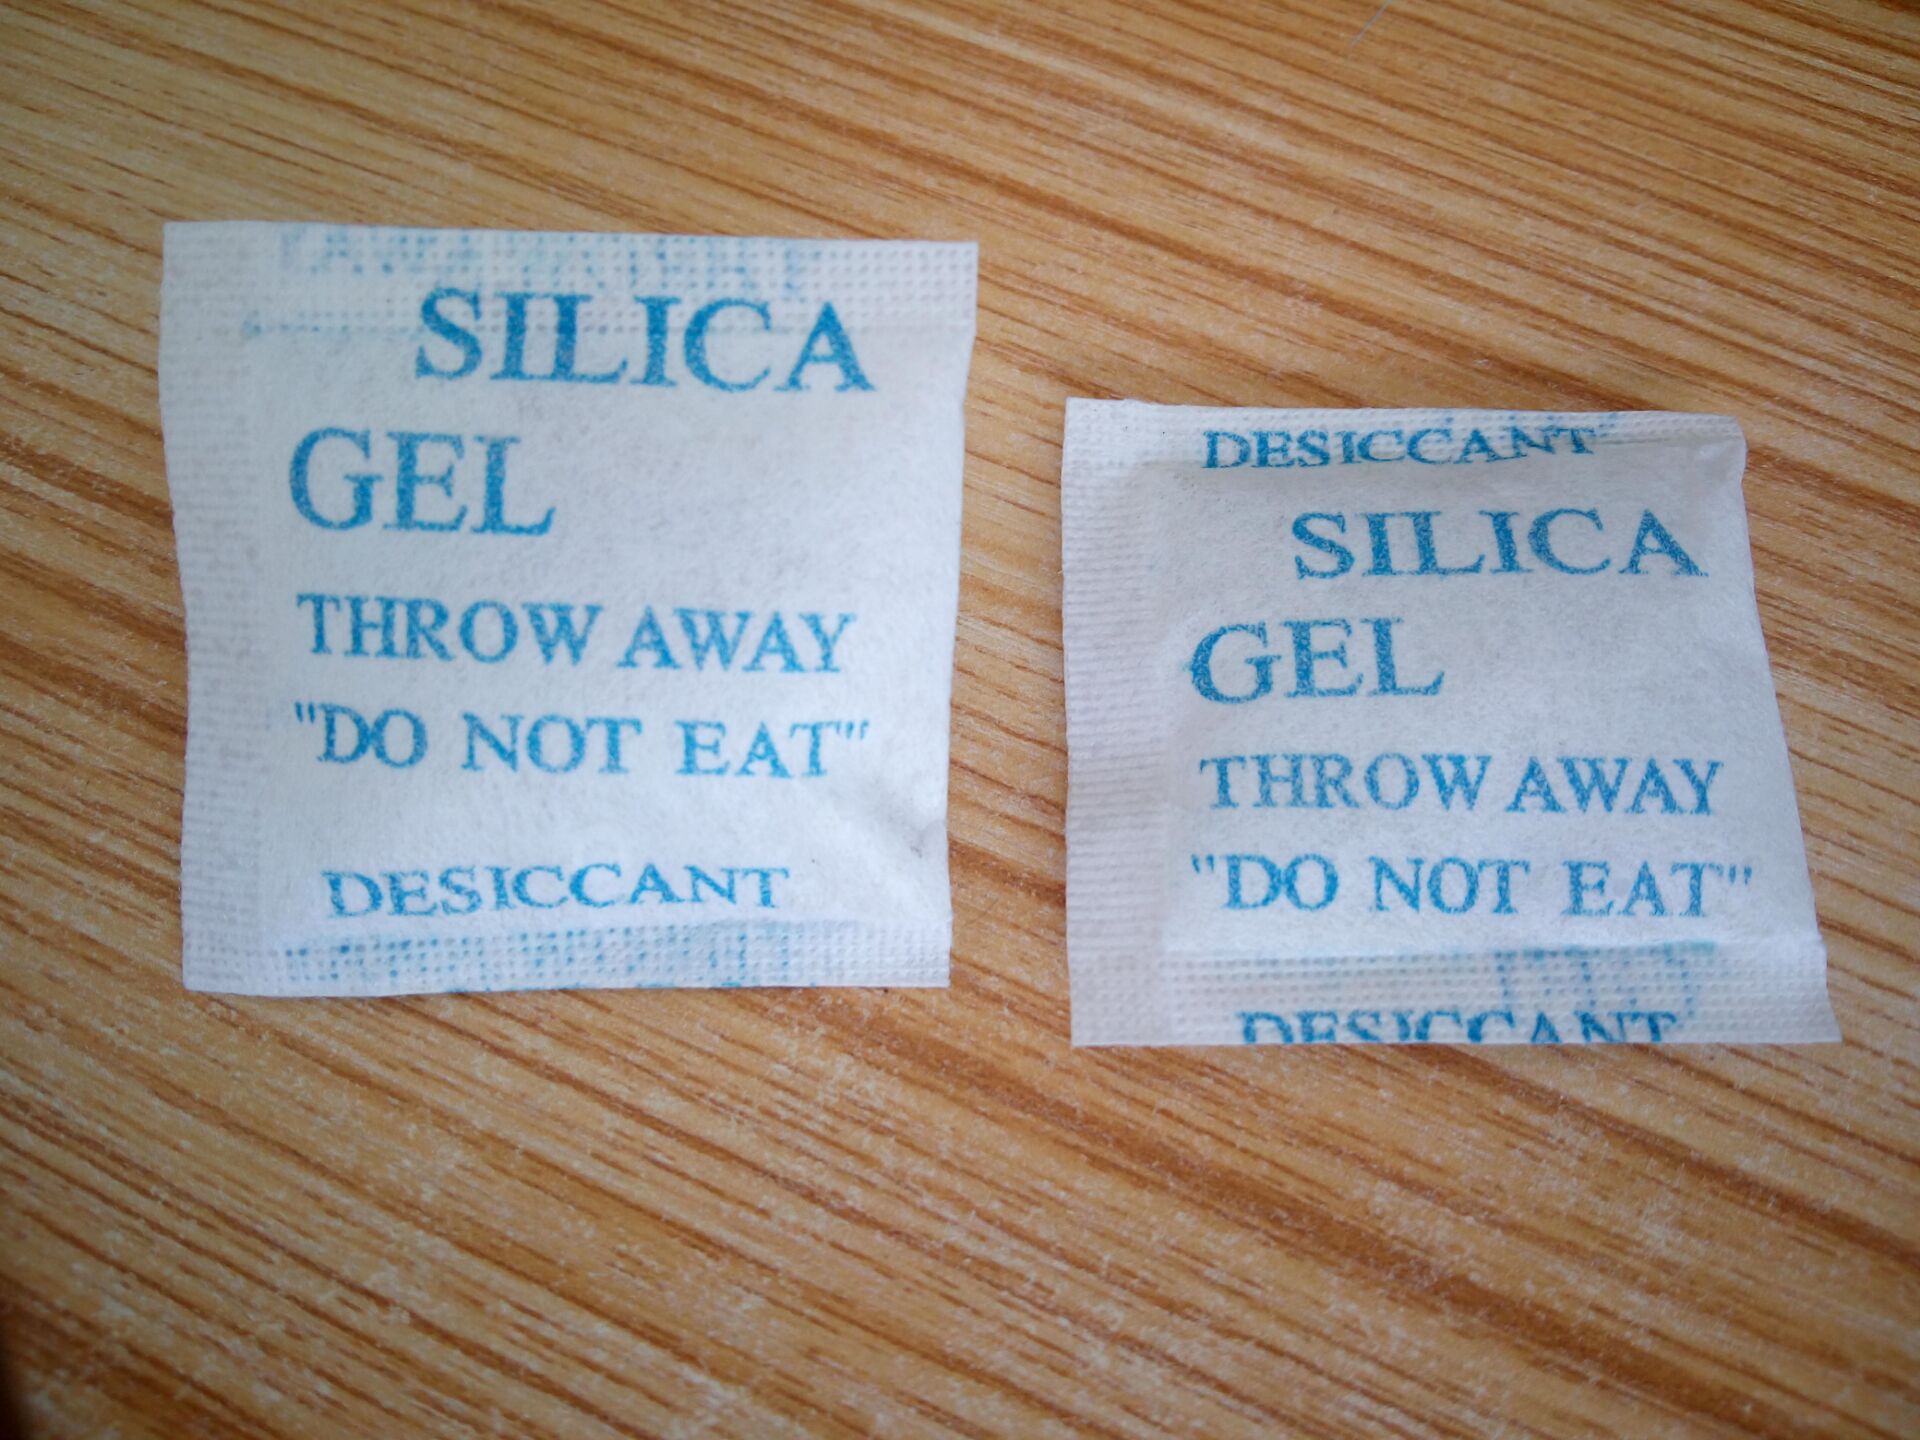 SILICA
GEL
THROW AWAY
"DO NOT EAT"
DESICCANT
DESICCANT
SILICA
GEL
THROW AWAY
"DO NOT EAT"
DESICCANT